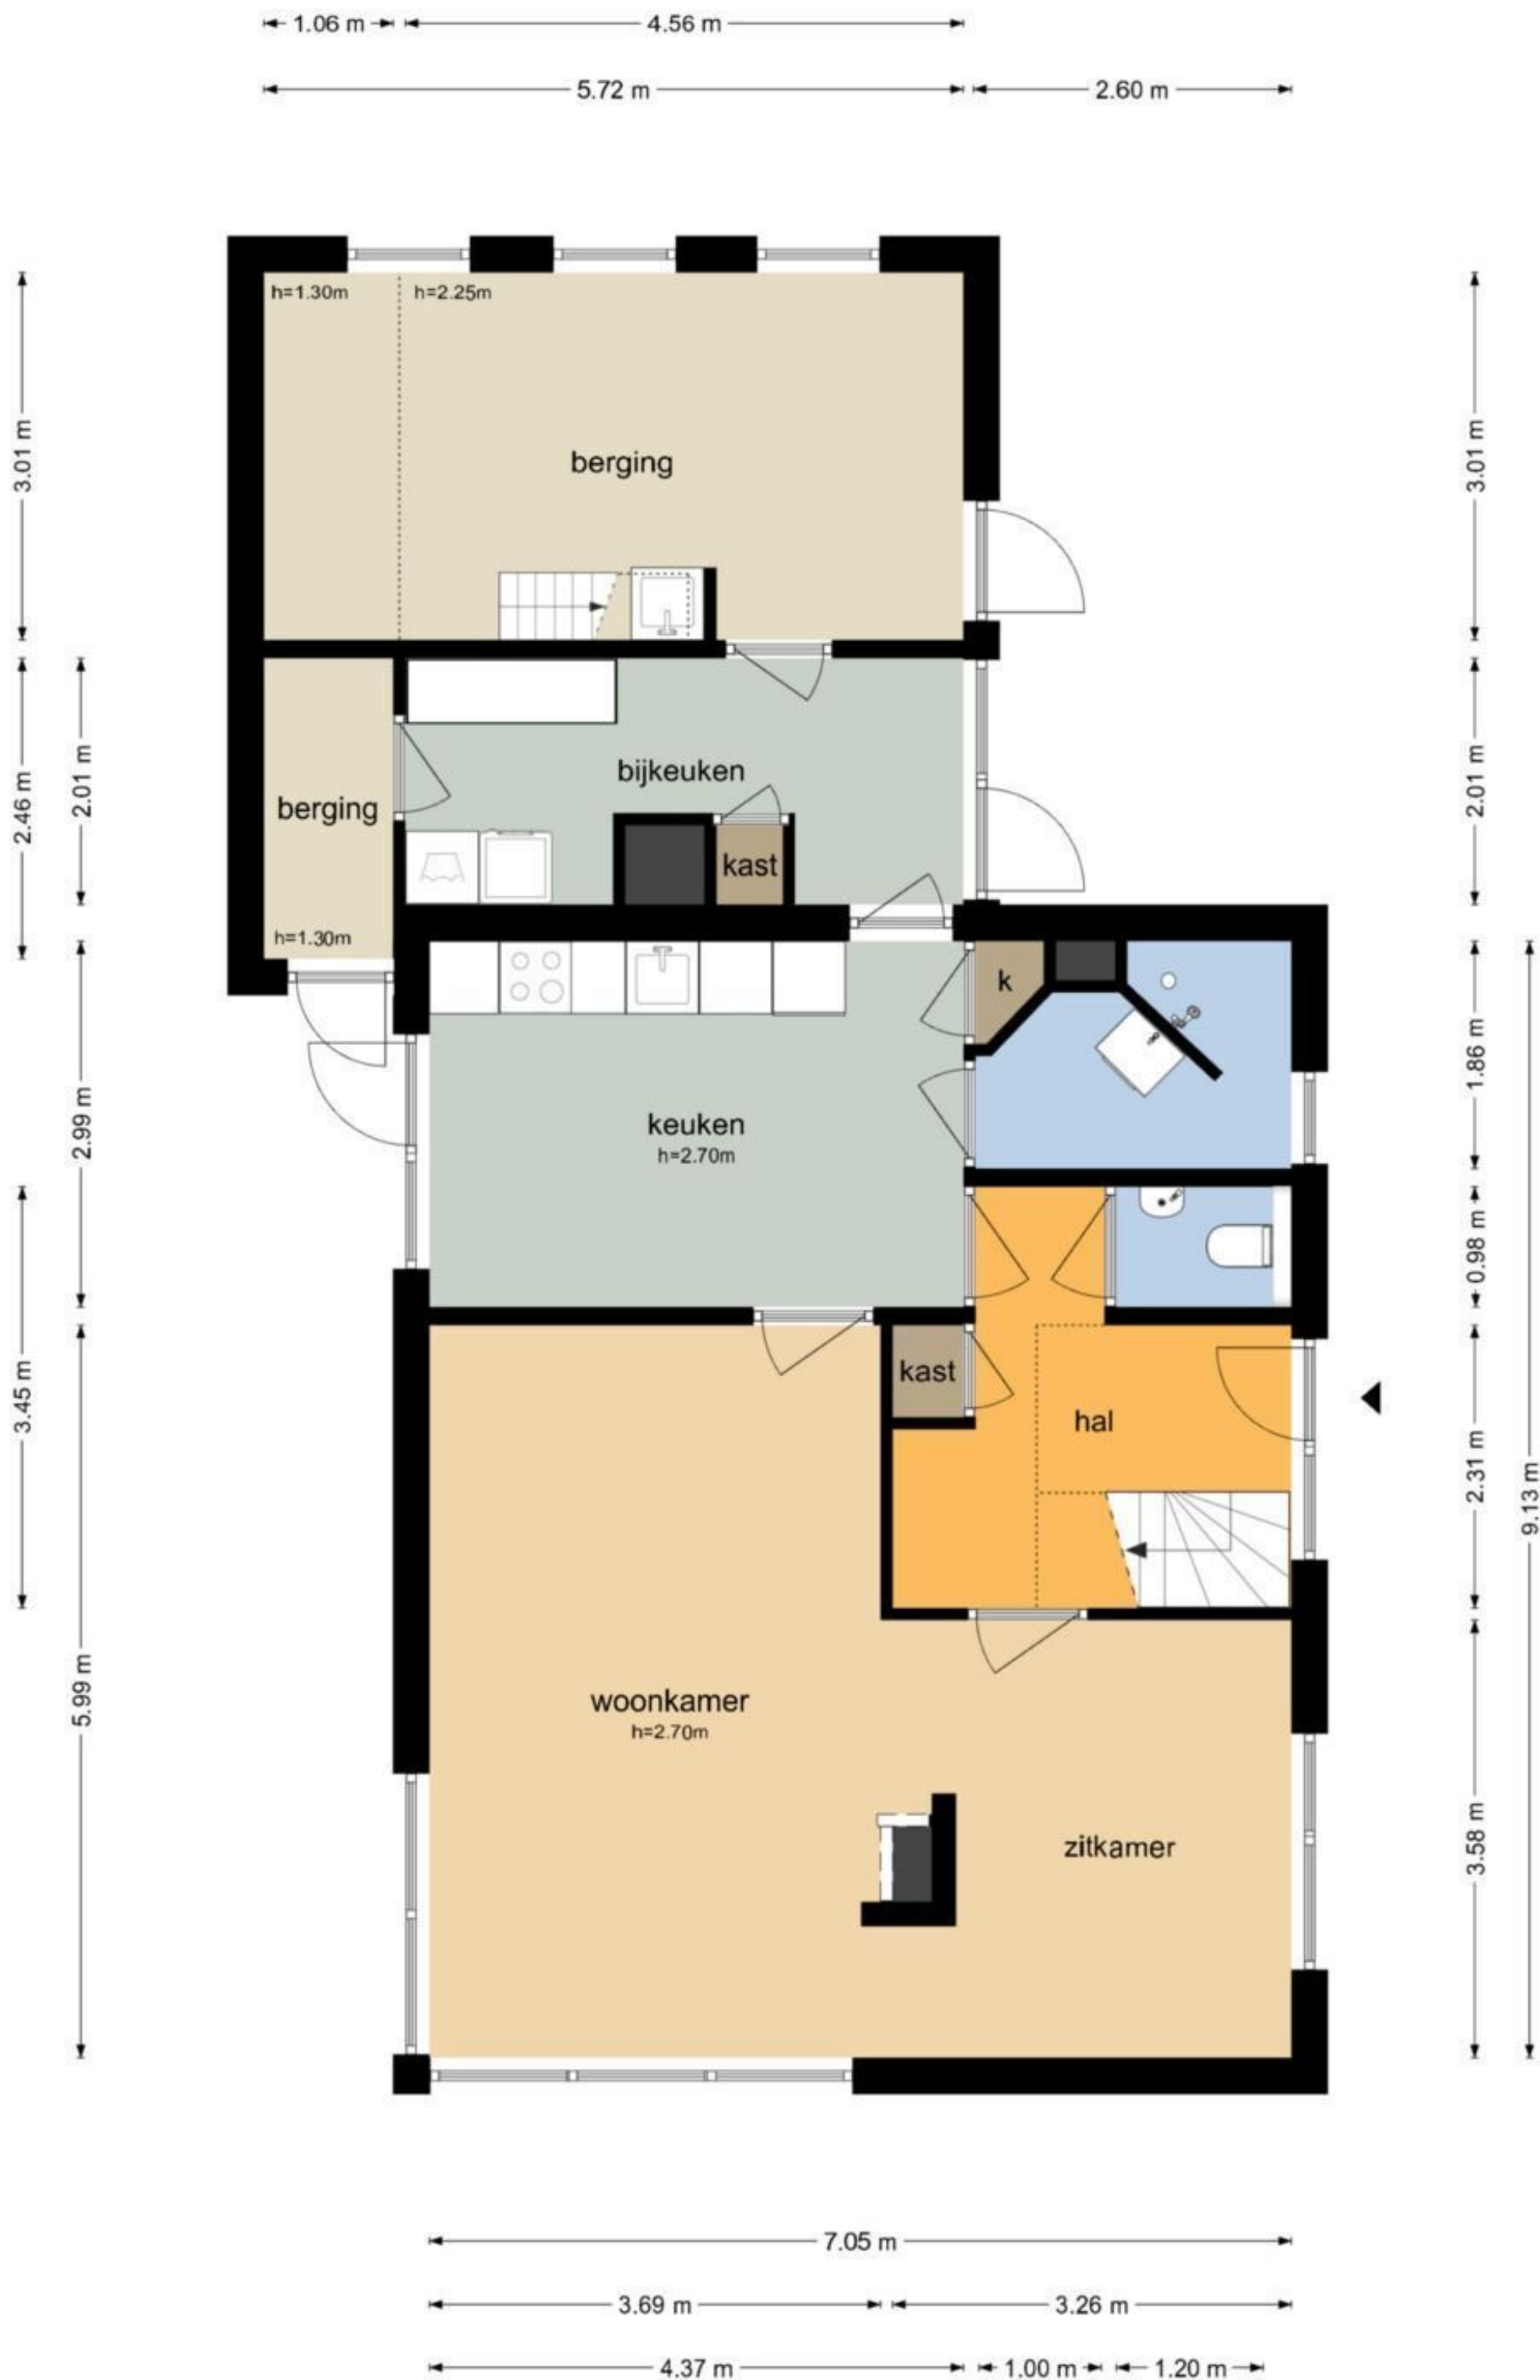 1.06 m
4.56 m
5.72 m
2.60 m
h=1.30m
h=2.25m
3.01 m
3.01 m
berging
bijkeuken
2.46 m
2.01 m
2.01 m
berging
kast
h=1.30m
k
1.86 m
2.99 m
keuken
h=2.70m
0.98 m
3.45 m
kast
hal
2.31 m
9.13 m
5.99 m
woonkamer
h=2.70m
zitkamer
3.58 m
7.05 m
3.69 m
3.26 m
4.37 m
1.00 m
1.20 m